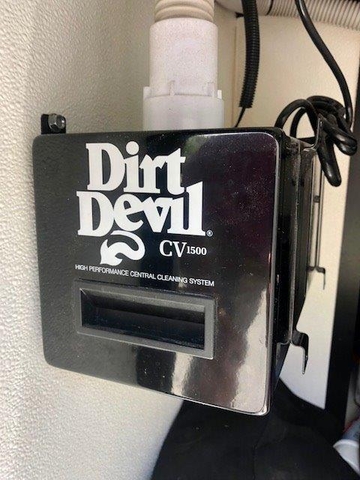 Dirt
Devil®
CV1500
HIGH PERFORMANCE CENTRAL CLEANING SYSTEM